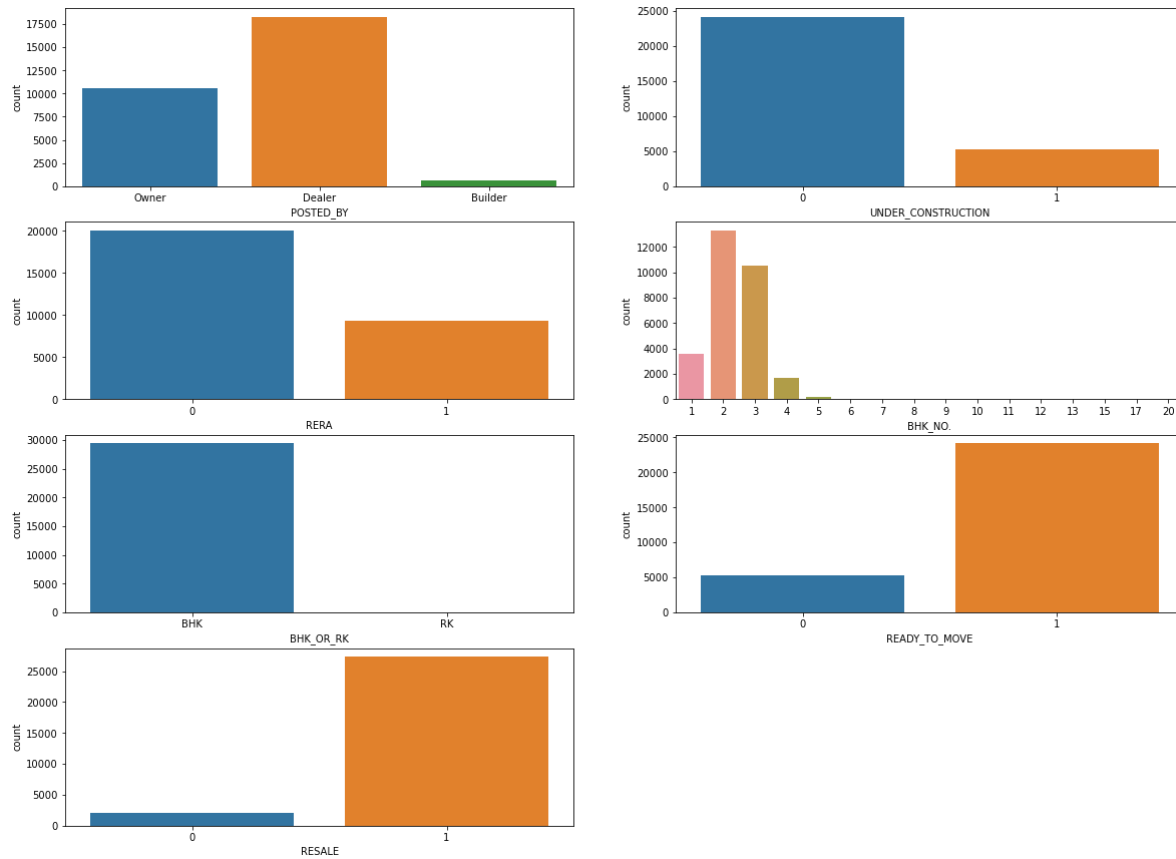 17500
15000
12500
10000
7500
5000
2500
0
count
Owner Dealer Builder
POSTED_BY
25000
20000
15000
10000
5000
0
count
0 1
UNDER_CONSTRUCTION
20000
15000
10000
5000
0
count
0 1
RERA
12000
10000
8000
6000
4000
2000
0
count
1 2 3 4 5 6 7 8 9 10 11 12 13 15 17 20
BHK_NO.
30000
25000
20000
15000
10000
5000
0
count
BHK RK
BHK_OR_RK
25000
20000
15000
10000
5000
0
count
0 1
READY_TO_MOVE
25000
20000
15000
10000
5000
0
count
0 1
RESALE